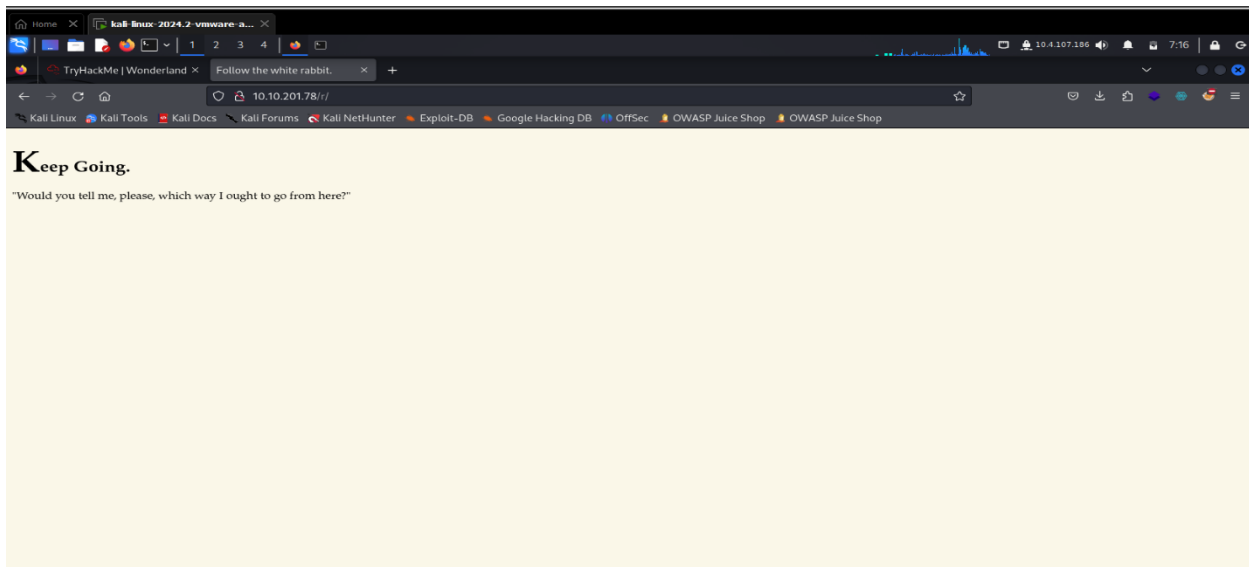 Home
kali-linux-2024.2-vmware-a...
1 2 3 4
10.4.107.186
7:16
TryHackMe | Wonderland
Follow the white rabbit.
10.10.201.78/r/
Kali Linux Kali Tools Kali Docs Kali Forums Kali NetHunter Exploit-DB Google Hacking DB OffSec OWASP Juice Shop OWASP Juice Shop
Keep Going.
"Would you tell me, please, which way I ought to go from here?"